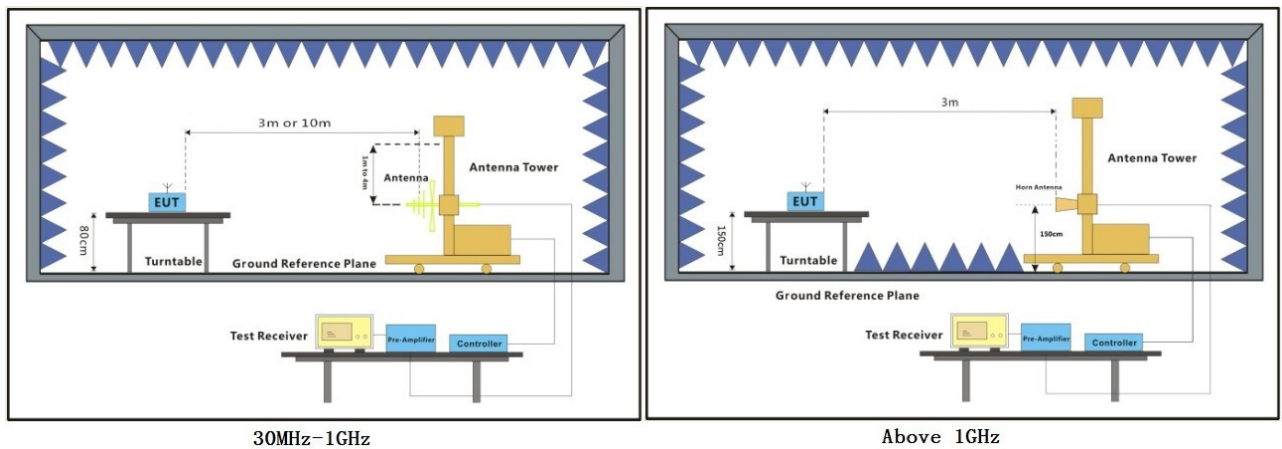 3m or 10m
1m to 4m
Antenna
Antenna Tower
EUT
80cm
Turntable
Ground Reference Plane
Test Receiver
Pre-Amplifier
Controller
30MHz-1GHz
3m
Antenna Tower
Horn Antenna
EUT
150cm
150cm
Turntable
Ground Reference Plane
Test Receiver
Pre-Amplifier
Controller
Above 1GHz